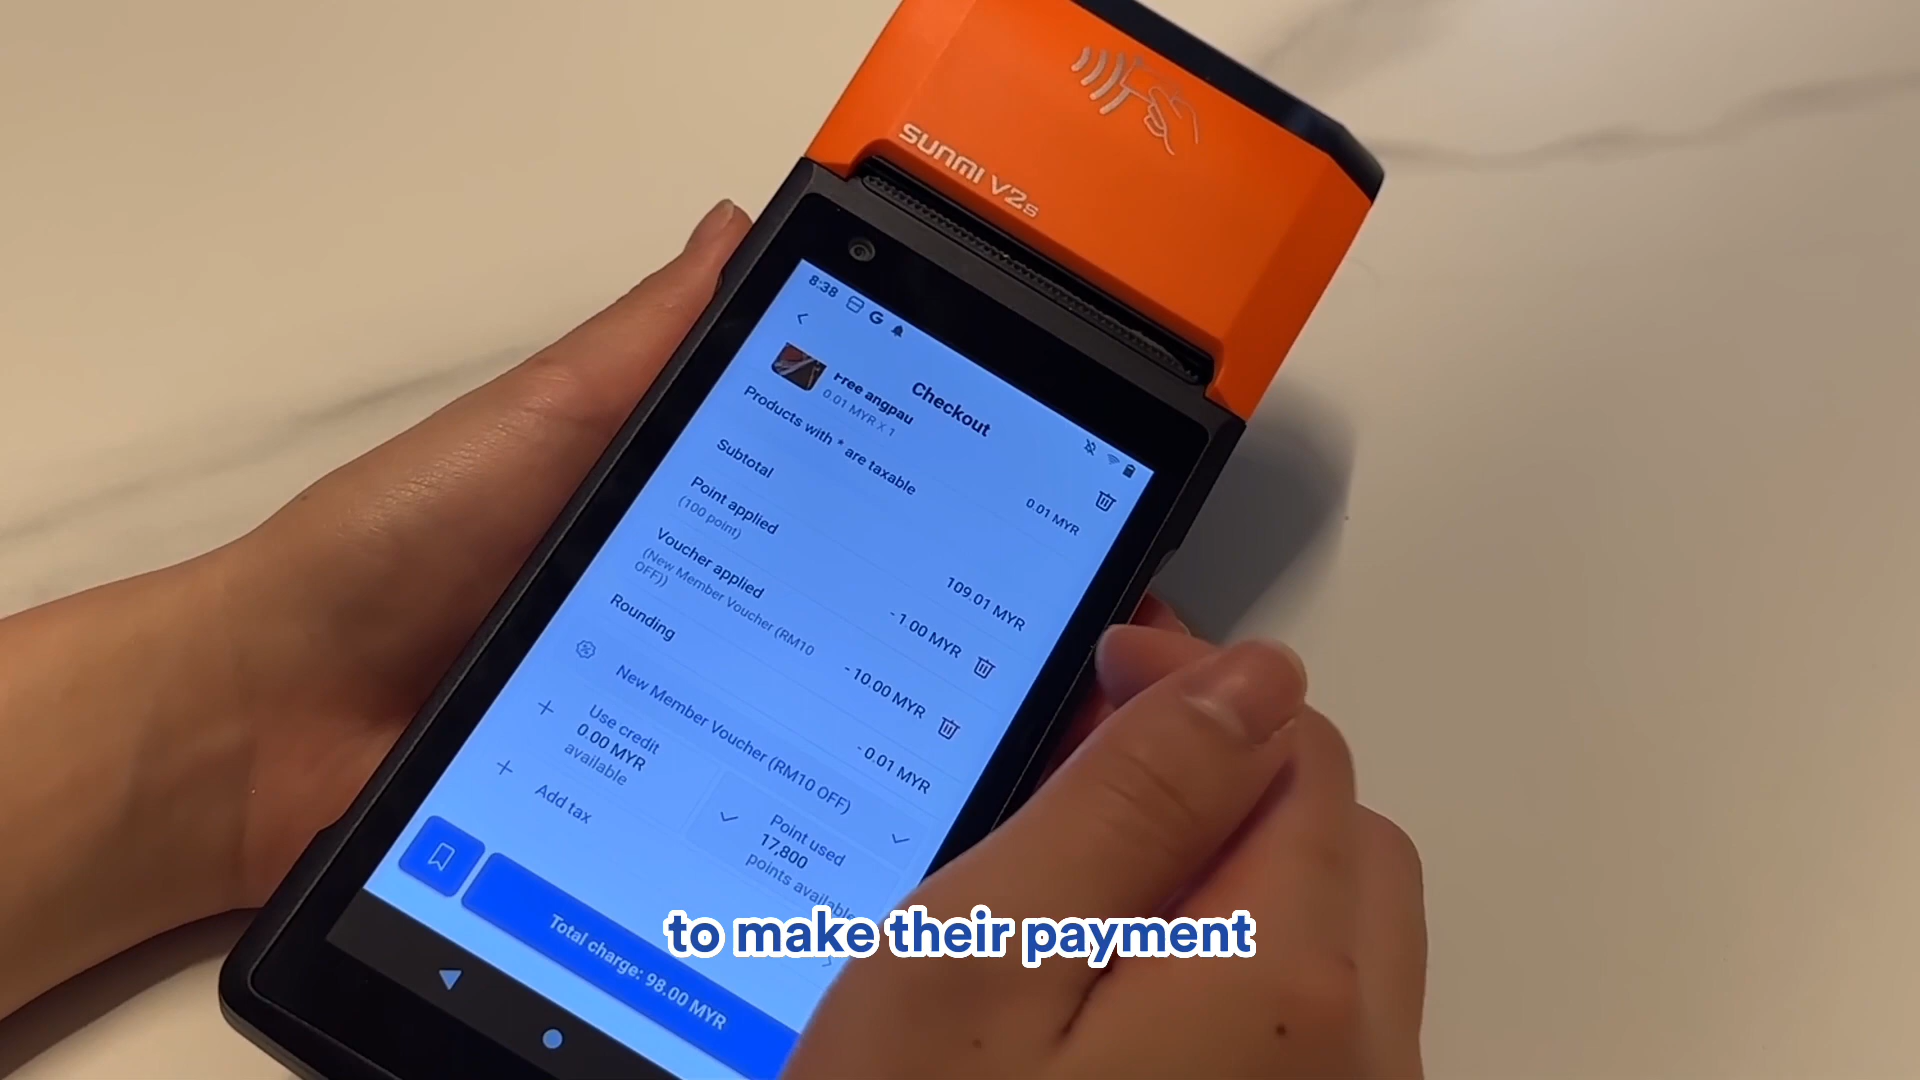 SUNMI V2s
8:38
Checkout
Free angpau
0.01 MYR X 1
0.01 MYR
Products with * are taxable
Subtotal
109.01 MYR
Point applied
(100 point)
- 1.00 MYR
Voucher applied
(New Member Voucher (RM10
OFF))
- 10.00 MYR
Rounding
- 0.01 MYR
New Member Voucher (RM10 OFF)
Use credit
0.00 MYR
available
Point used
17,800
points available
Add tax
Total charge: 98.00 MYR
to make their payment